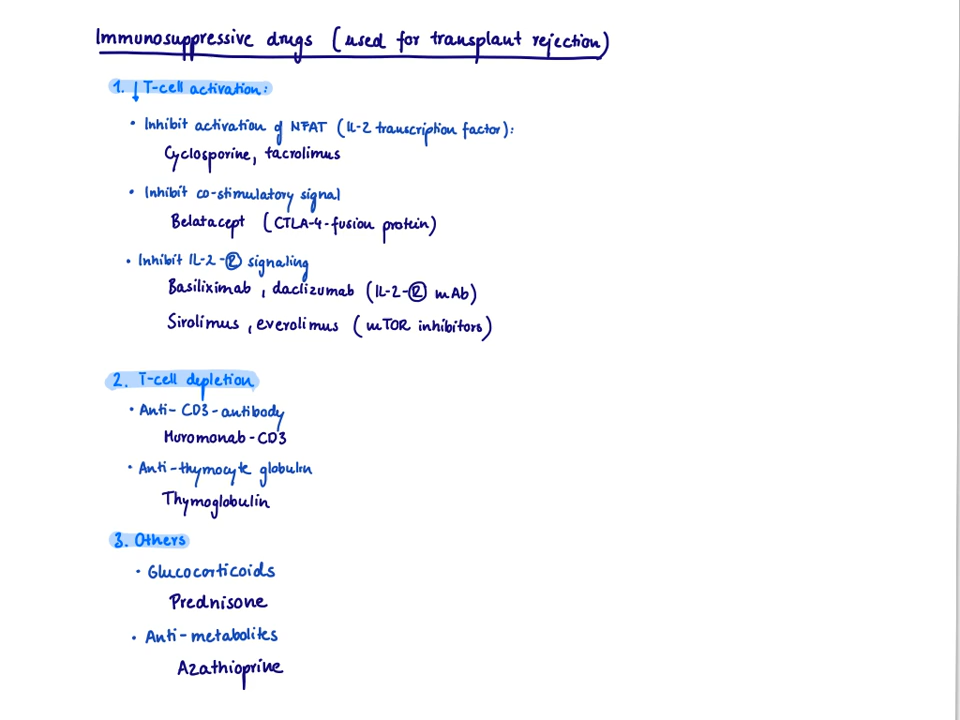 Immunosuppressive drugs (used for transplant rejection)
1. ↓ T-cell activation:
• Inhibit activation of NFAT (IL-2 transcription factor):
Cyclosporine, tacrolimus
• Inhibit co-stimulatory signal
Belatacept (CTLA-4-fusion protein)
• Inhibit IL-2-Ⓡ signaling
Basiliximab, daclizumab (IL-2-Ⓡ mAb)
Sirolimus, everolimus (mTOR inhibitors)
2. T-cell depletion
• Anti-CD3-antibody
Muromonab-CD3
• Anti-thymocyte globulin
Thymoglobulin
3. Others
• Glucocorticoids
Prednisone
• Anti-metabolites
Azathioprine